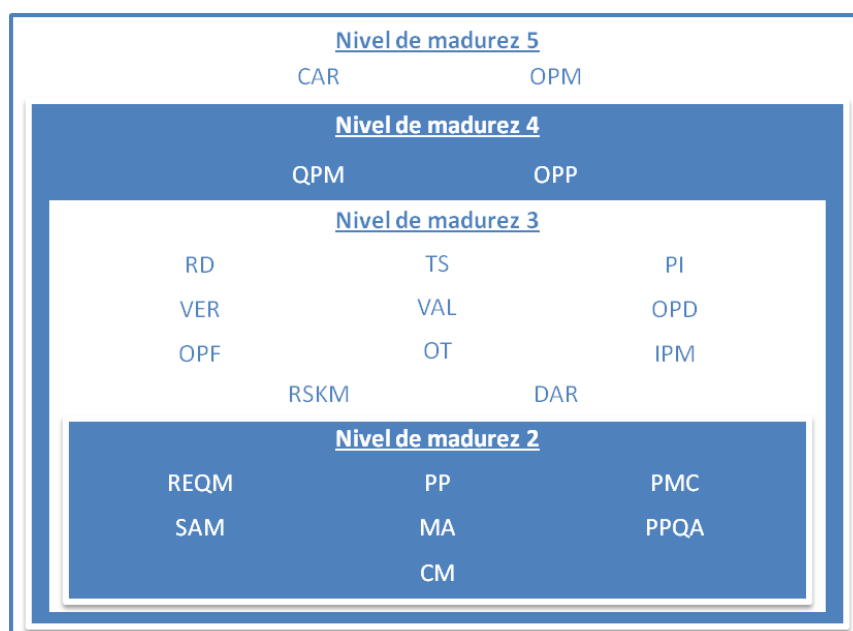 Nivel de madurez 5
CAR OPM
Nivel de madurez 4
QPM OPP
Nivel de madurez 3
RD TS PI
VER VAL OPD
OPF OT IPM
RSKM DAR
Nivel de madurez 2
REQM PP PMC
SAM MA PPQA
CM